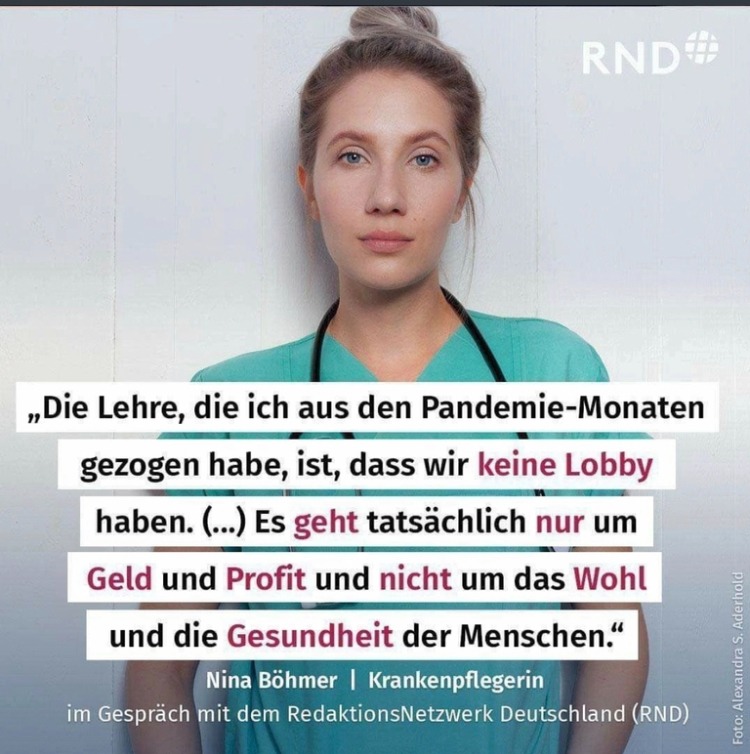 RND
„Die Lehre, die ich aus den Pandemie-Monaten
gezogen habe, ist, dass wir keine Lobby
haben. (...) Es geht tatsächlich nur um
Geld und Profit und nicht um das Wohl
und die Gesundheit der Menschen.“
Nina Böhmer | Krankenpflegerin
im Gespräch mit dem RedaktionsNetzwerk Deutschland (RND)
Foto: Alexandra S. Aderhold